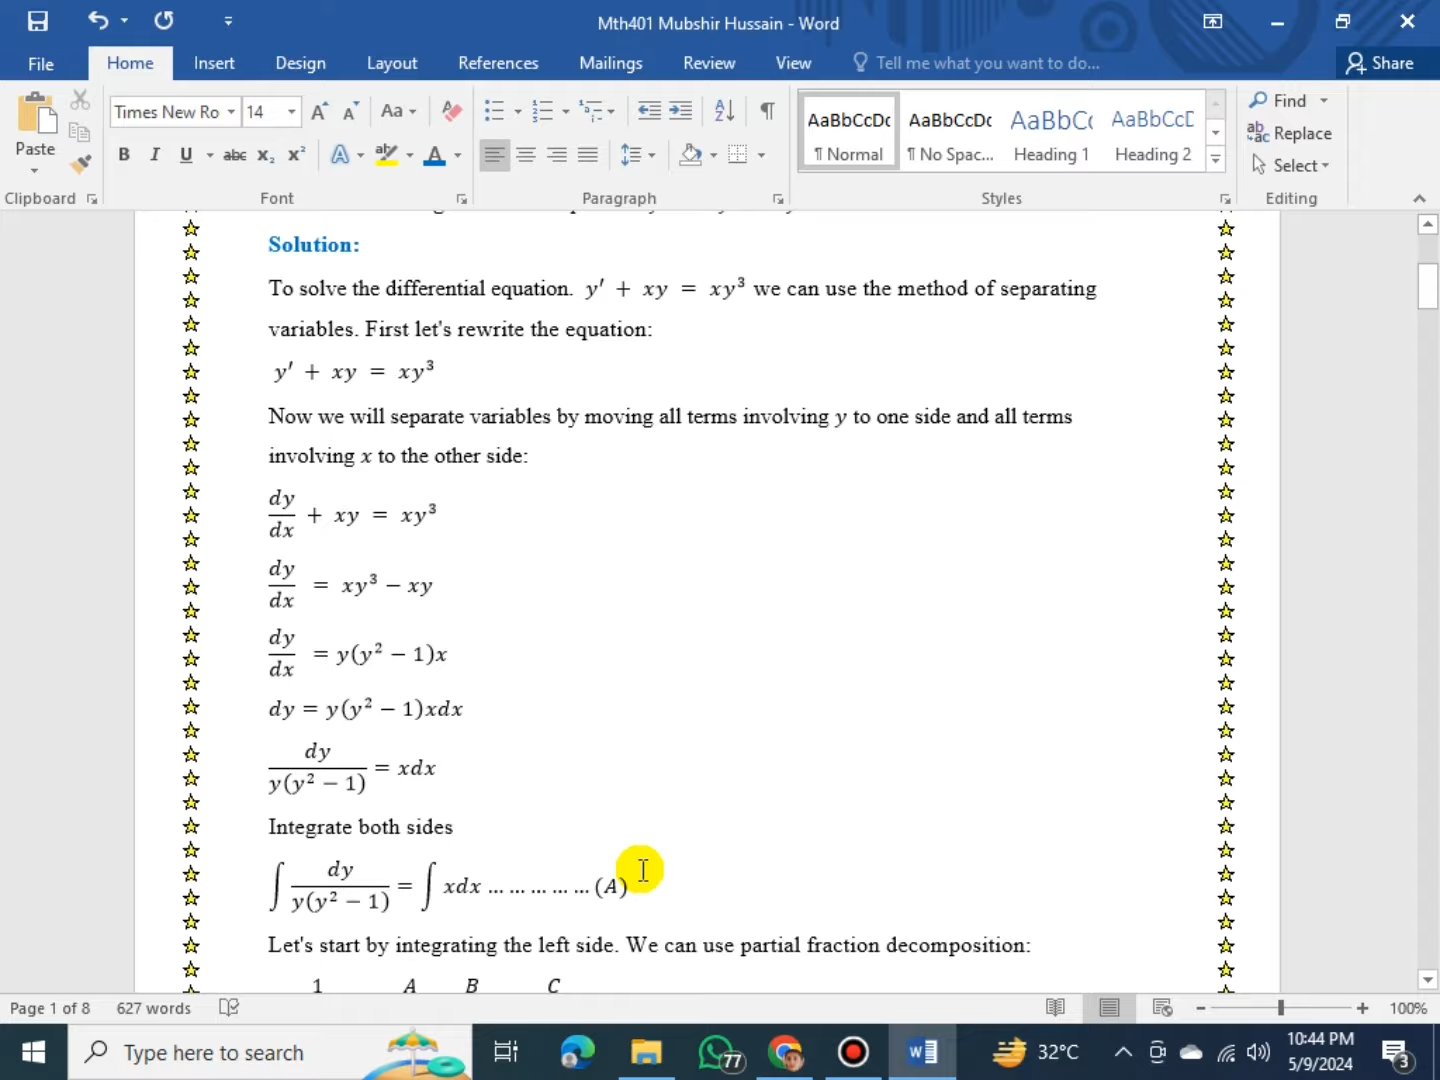 Mth401 Mubshir Hussain - Word
File Home Insert Design Layout References Mailings Review View Tell me what you want to do... Share
Times New Ro 14 Aa
Paste
B I U abc x₂ x² A ab A
AaBbCcDc AaBbCcDc AaBbC( AaBbCcC
¶ Normal ¶ No Spac... Heading 1 Heading 2
Find
Replace
Select
Clipboard Font Paragraph Styles Editing
Solution:
To solve the differential equation. y′ + xy = xy³ we can use the method of separating
variables. First let's rewrite the equation:
y′ + xy = xy³
Now we will separate variables by moving all terms involving y to one side and all terms
involving x to the other side:
dy/dx + xy = xy³
dy/dx = xy³ − xy
dy/dx = y(y² − 1)x
dy = y(y² − 1)xdx
dy/y(y² − 1) = xdx
Integrate both sides
∫ dy/y(y² − 1) = ∫ xdx ... ... ... ... ... (A)
Let's start by integrating the left side. We can use partial fraction decomposition:
1 A B C
Page 1 of 8 627 words 100%
Type here to search 77 32°C 10:44 PM
5/9/2024 3